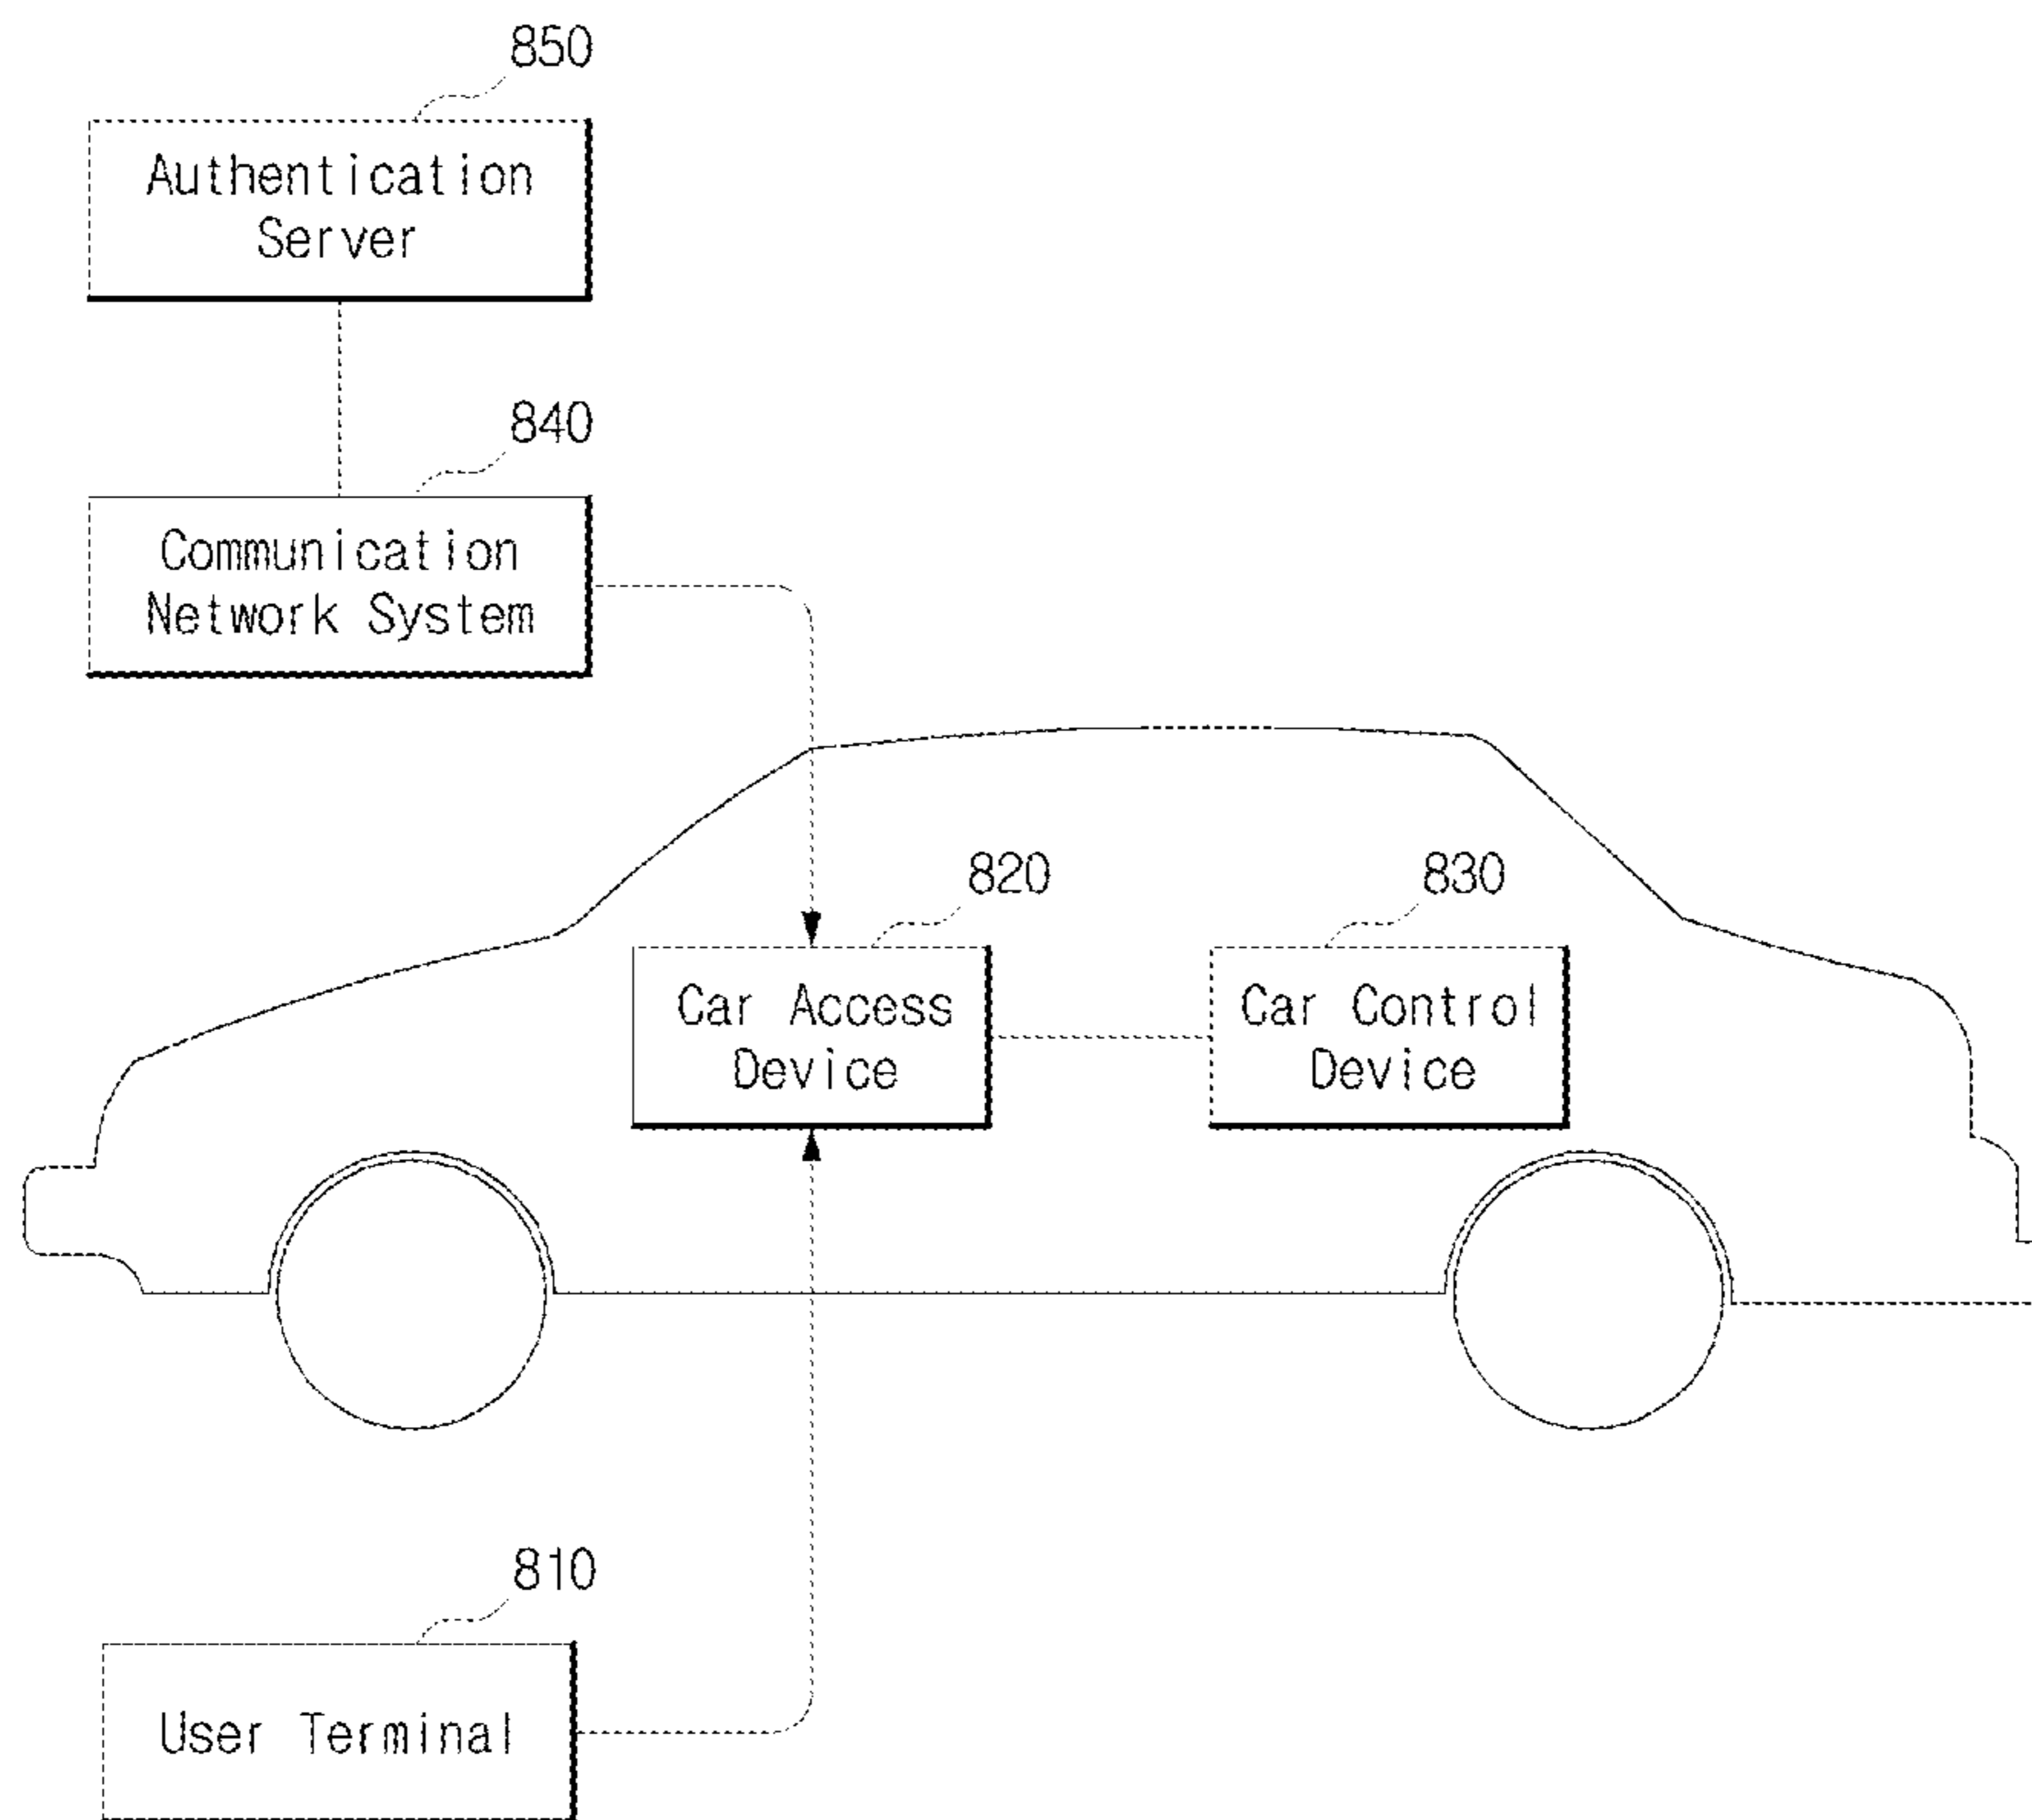 850
Authentication
Server
840
Communication
Network System
820
830
Car Access
Device
Car Control
Device
810
User Terminal